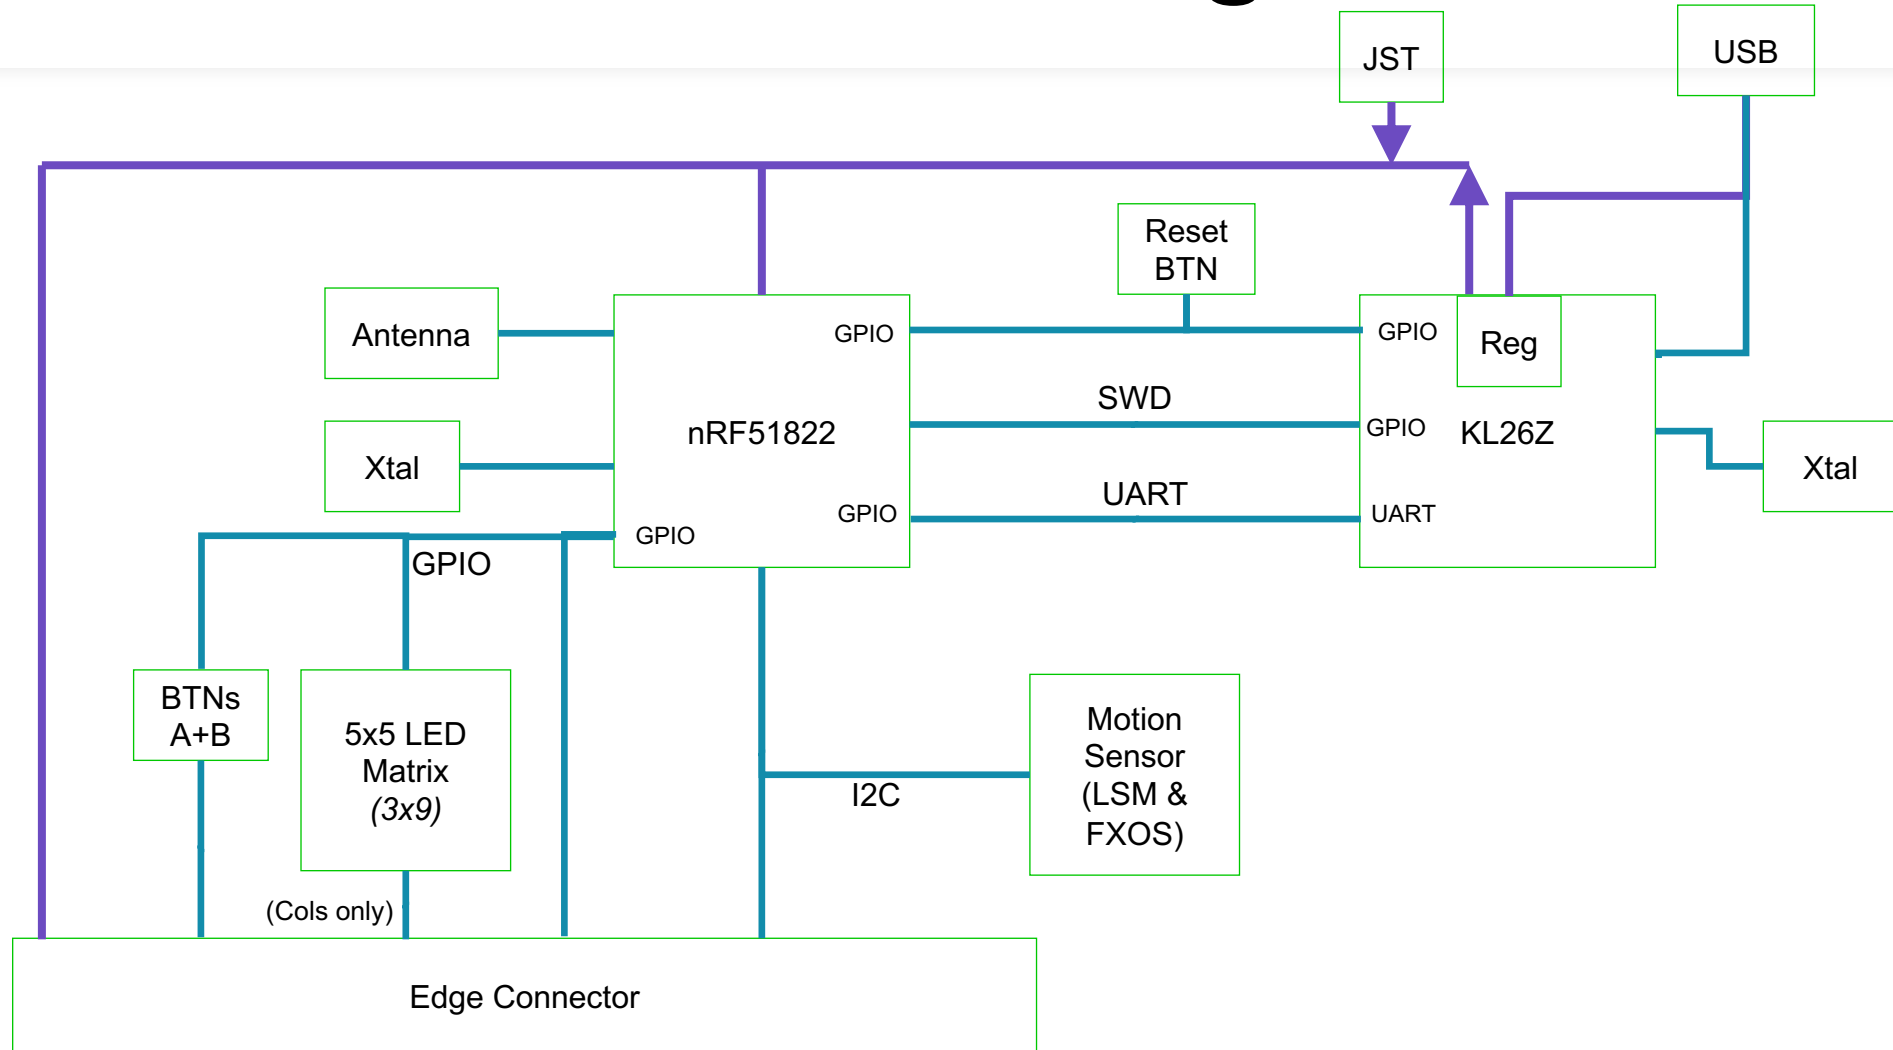 JST
USB
Reset
BTN
Antenna
GPIO
GPIO
Reg
SWD
nRF51822
GPIO
KL26Z
Xtal
Xtal
UART
GPIO
UART
GPIO
GPIO
BTNs
A+B
5x5 LED
Matrix
(3x9)
Motion
Sensor
(LSM &
FXOS)
I2C
(Cols only)
Edge Connector